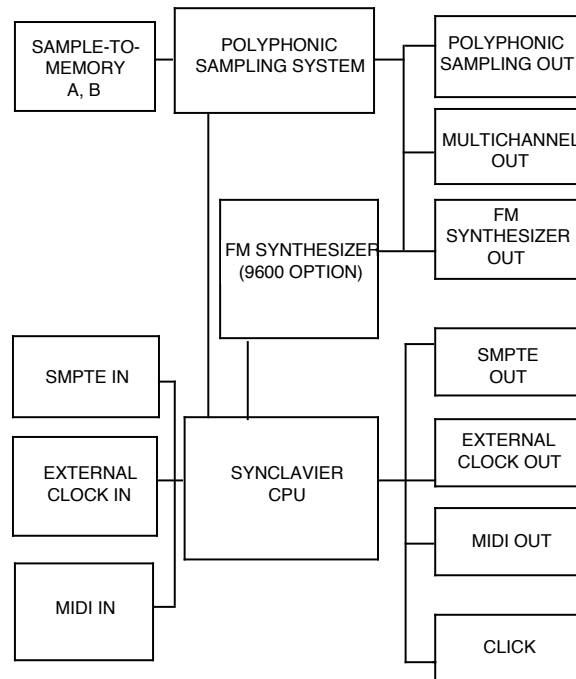 SAMPLE-TO-
MEMORY
A, B
POLYPHONIC
SAMPLING SYSTEM
POLYPHONIC
SAMPLING OUT
MULTICHANNEL
OUT
FM SYNTHESIZER
(9600 OPTION)
FM
SYNTHESIZER
OUT
SMPTE IN
SMPTE
OUT
EXTERNAL
CLOCK IN
SYNCLAVIER
CPU
EXTERNAL
CLOCK OUT
MIDI OUT
MIDI IN
CLICK